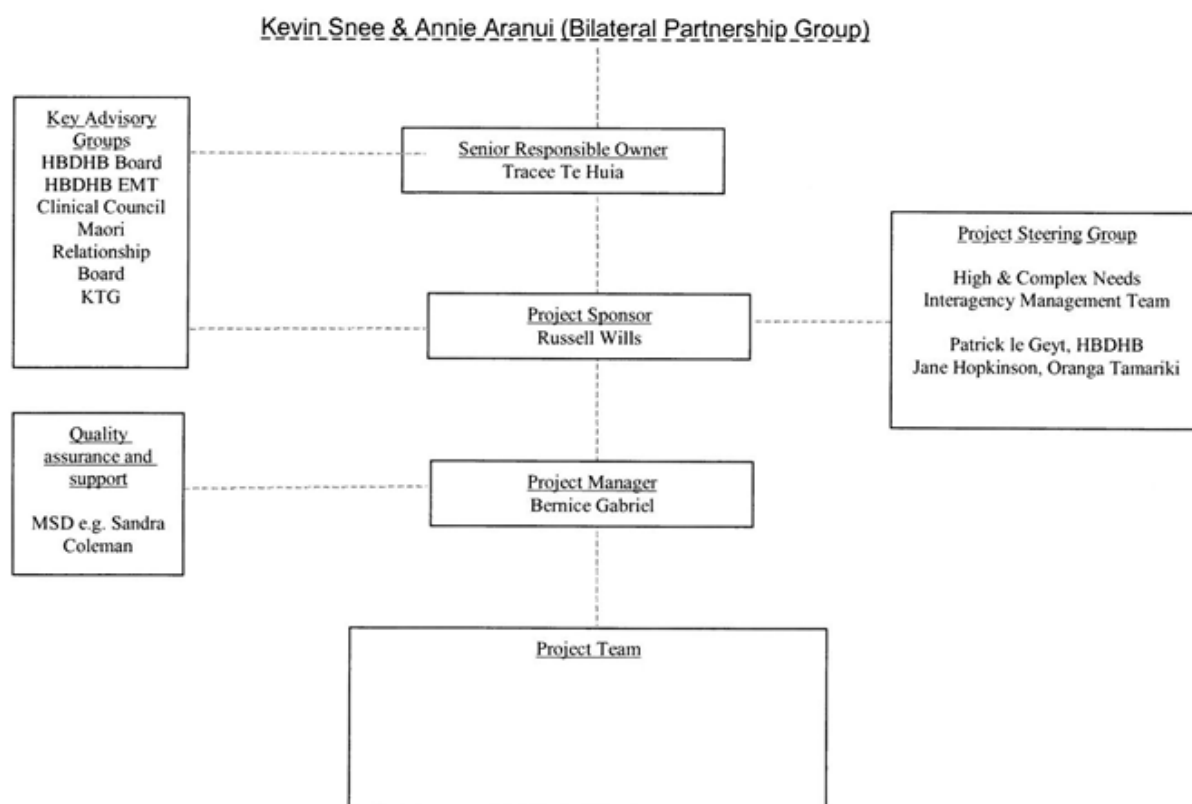 Kevin Snee & Annie Aranui (Bilateral Partnership Group)
Key Advisory
Groups
HBDHB Board
HBDHB EMT
Clinical Council
Maori
Relationship
Board
KTG
Senior Responsible Owner
Tracee Te Huia
Project Steering Group
High & Complex Needs
Interagency Management Team
Patrick le Geyt, HBDHB
Jane Hopkinson, Oranga Tamariki
Project Sponsor
Russell Wills
Quality
assurance and
support
MSD e.g. Sandra
Coleman
Project Manager
Bernice Gabriel
Project Team